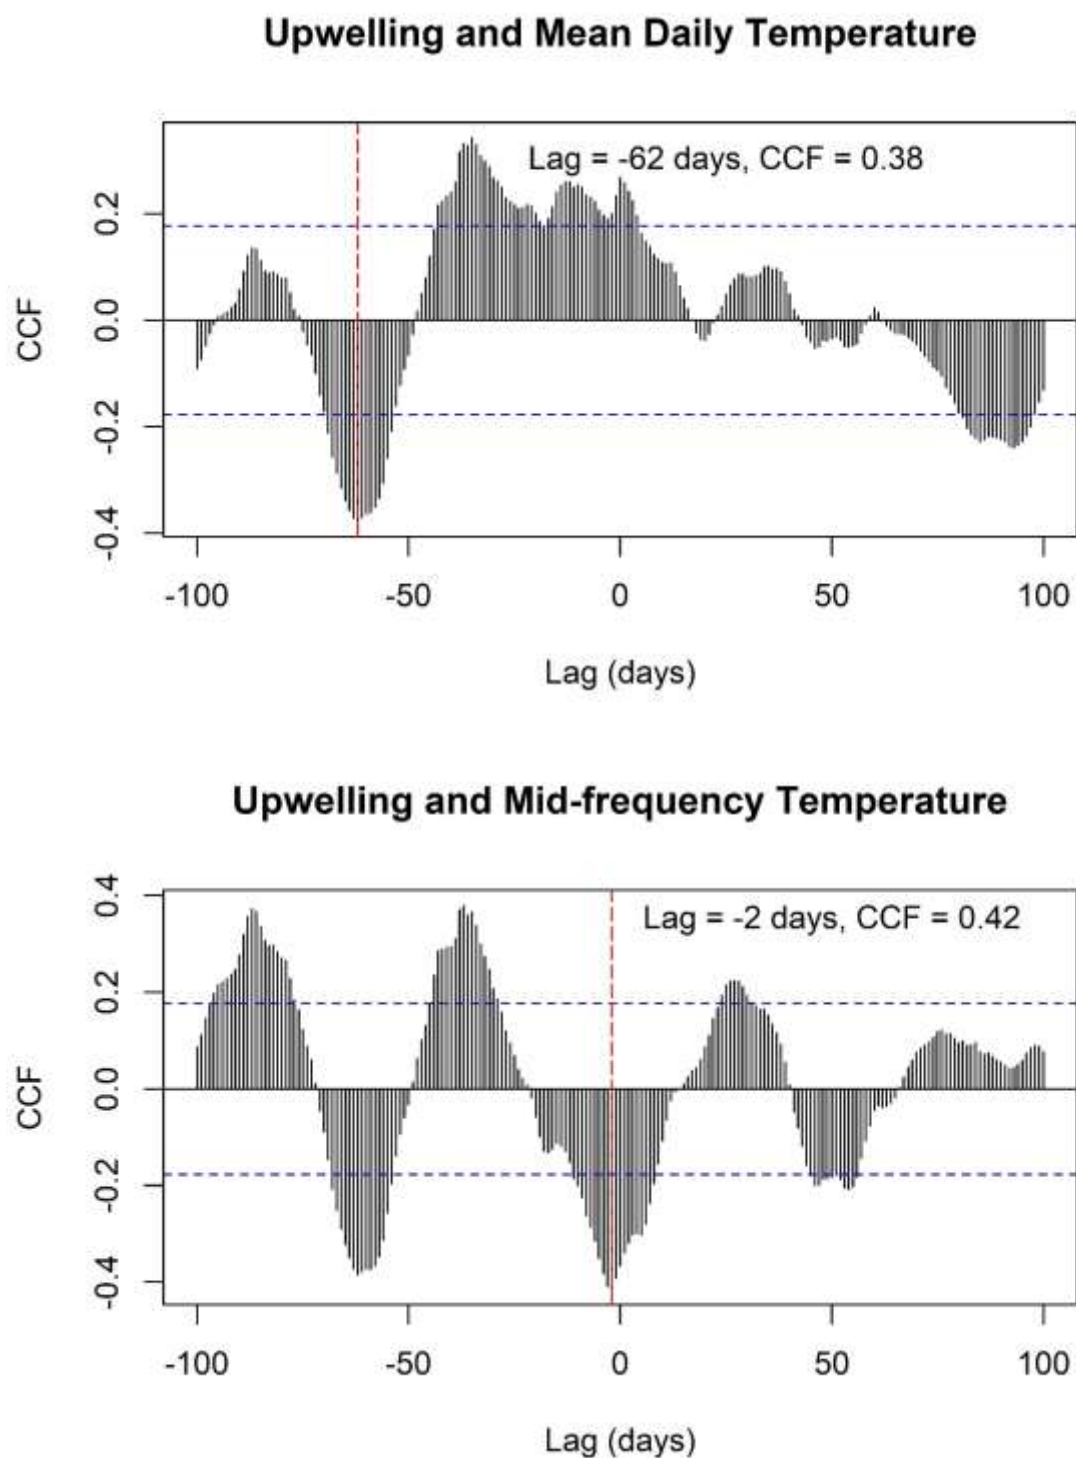 Upwelling and Mean Daily Temperature
Lag = -62 days, CCF = 0.38
CCF
0.2
0.0
-0.2
-0.4
-100 -50 0 50 100
Lag (days)
Upwelling and Mid-frequency Temperature
Lag = -2 days, CCF = 0.42
CCF
0.4
0.2
0.0
-0.2
-0.4
-100 -50 0 50 100
Lag (days)